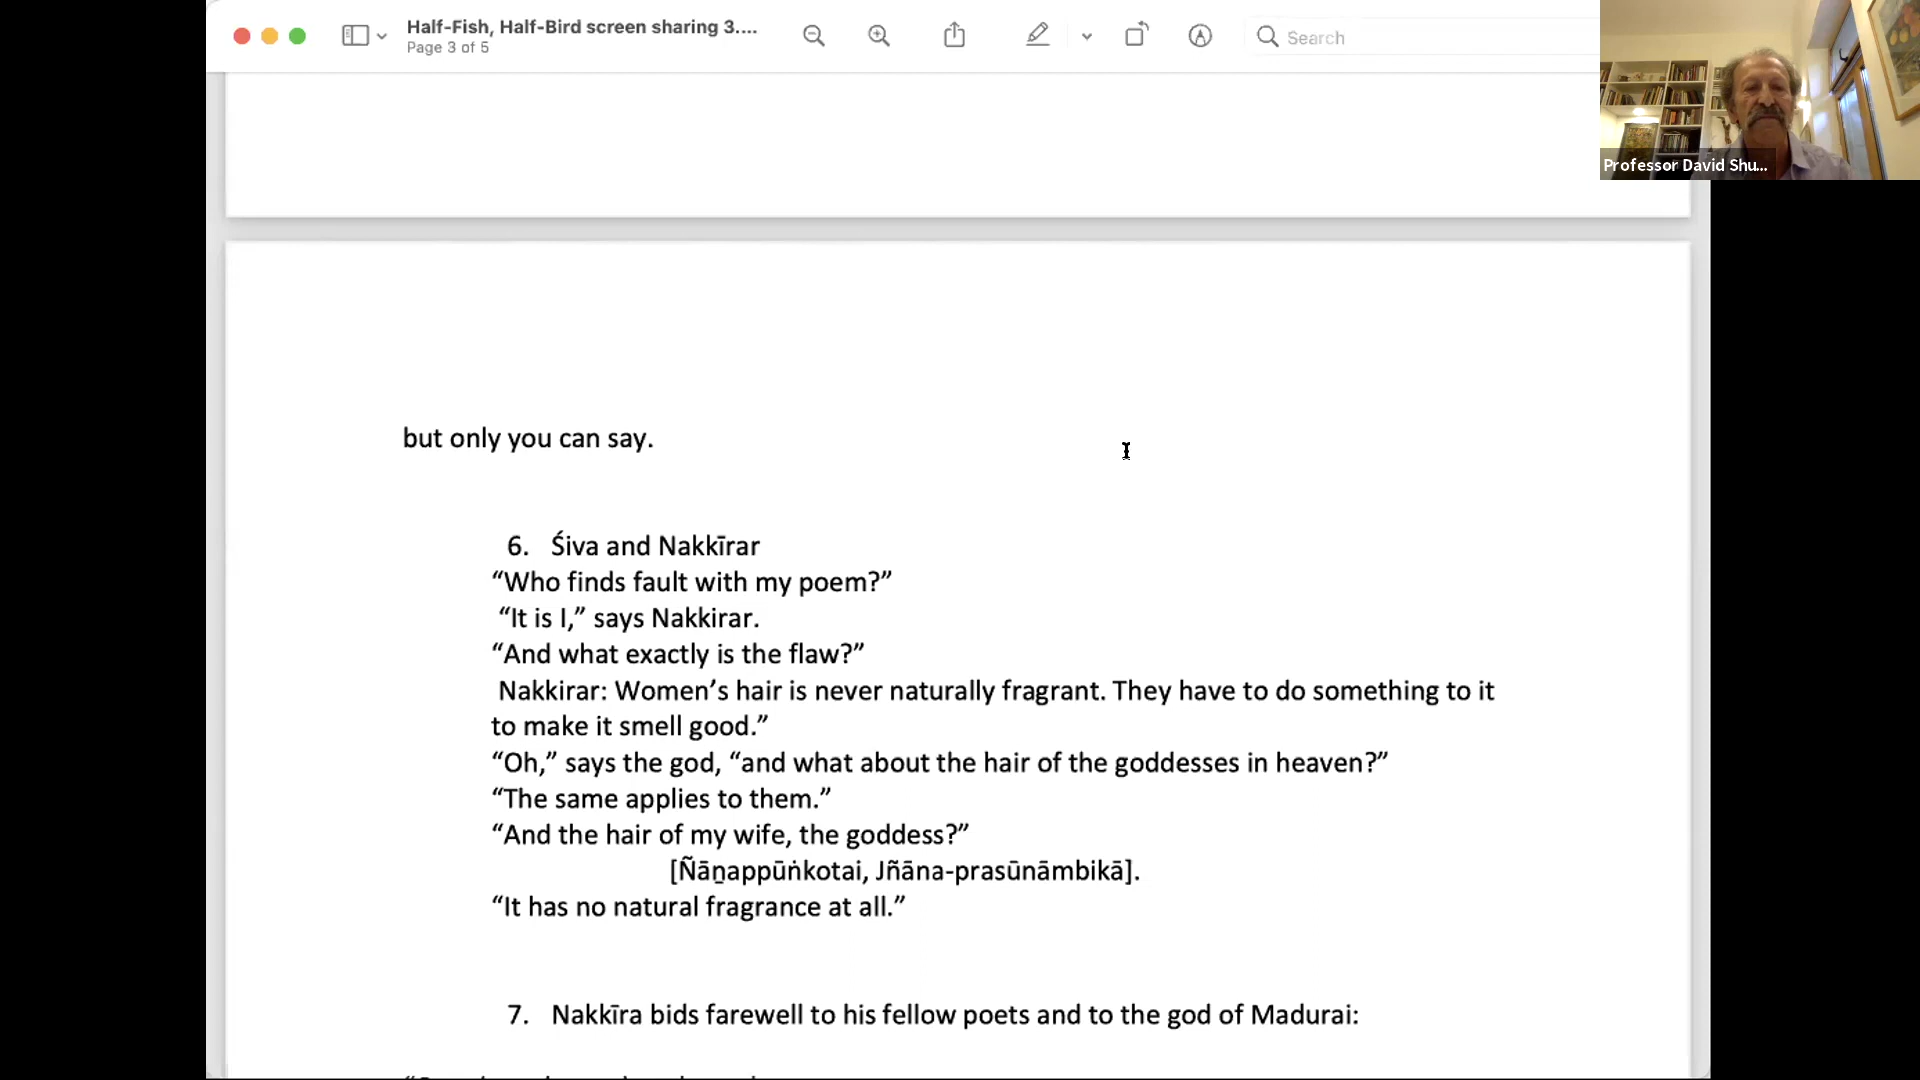 Half-Fish, Half-Bird screen sharing 3....
Page 3 of 5
Search
Professor David Shu...
but only you can say.
6. Śiva and Nakkīrar
“Who finds fault with my poem?”
“It is I,” says Nakkirar.
“And what exactly is the flaw?”
Nakkirar: Women’s hair is never naturally fragrant. They have to do something to it
to make it smell good.”
“Oh,” says the god, “and what about the hair of the goddesses in heaven?”
“The same applies to them.”
“And the hair of my wife, the goddess?”
[Ñāṉappūṅkotai, Jñāna-prasūnāmbikā].
“It has no natural fragrance at all.”
7. Nakkīra bids farewell to his fellow poets and to the god of Madurai: